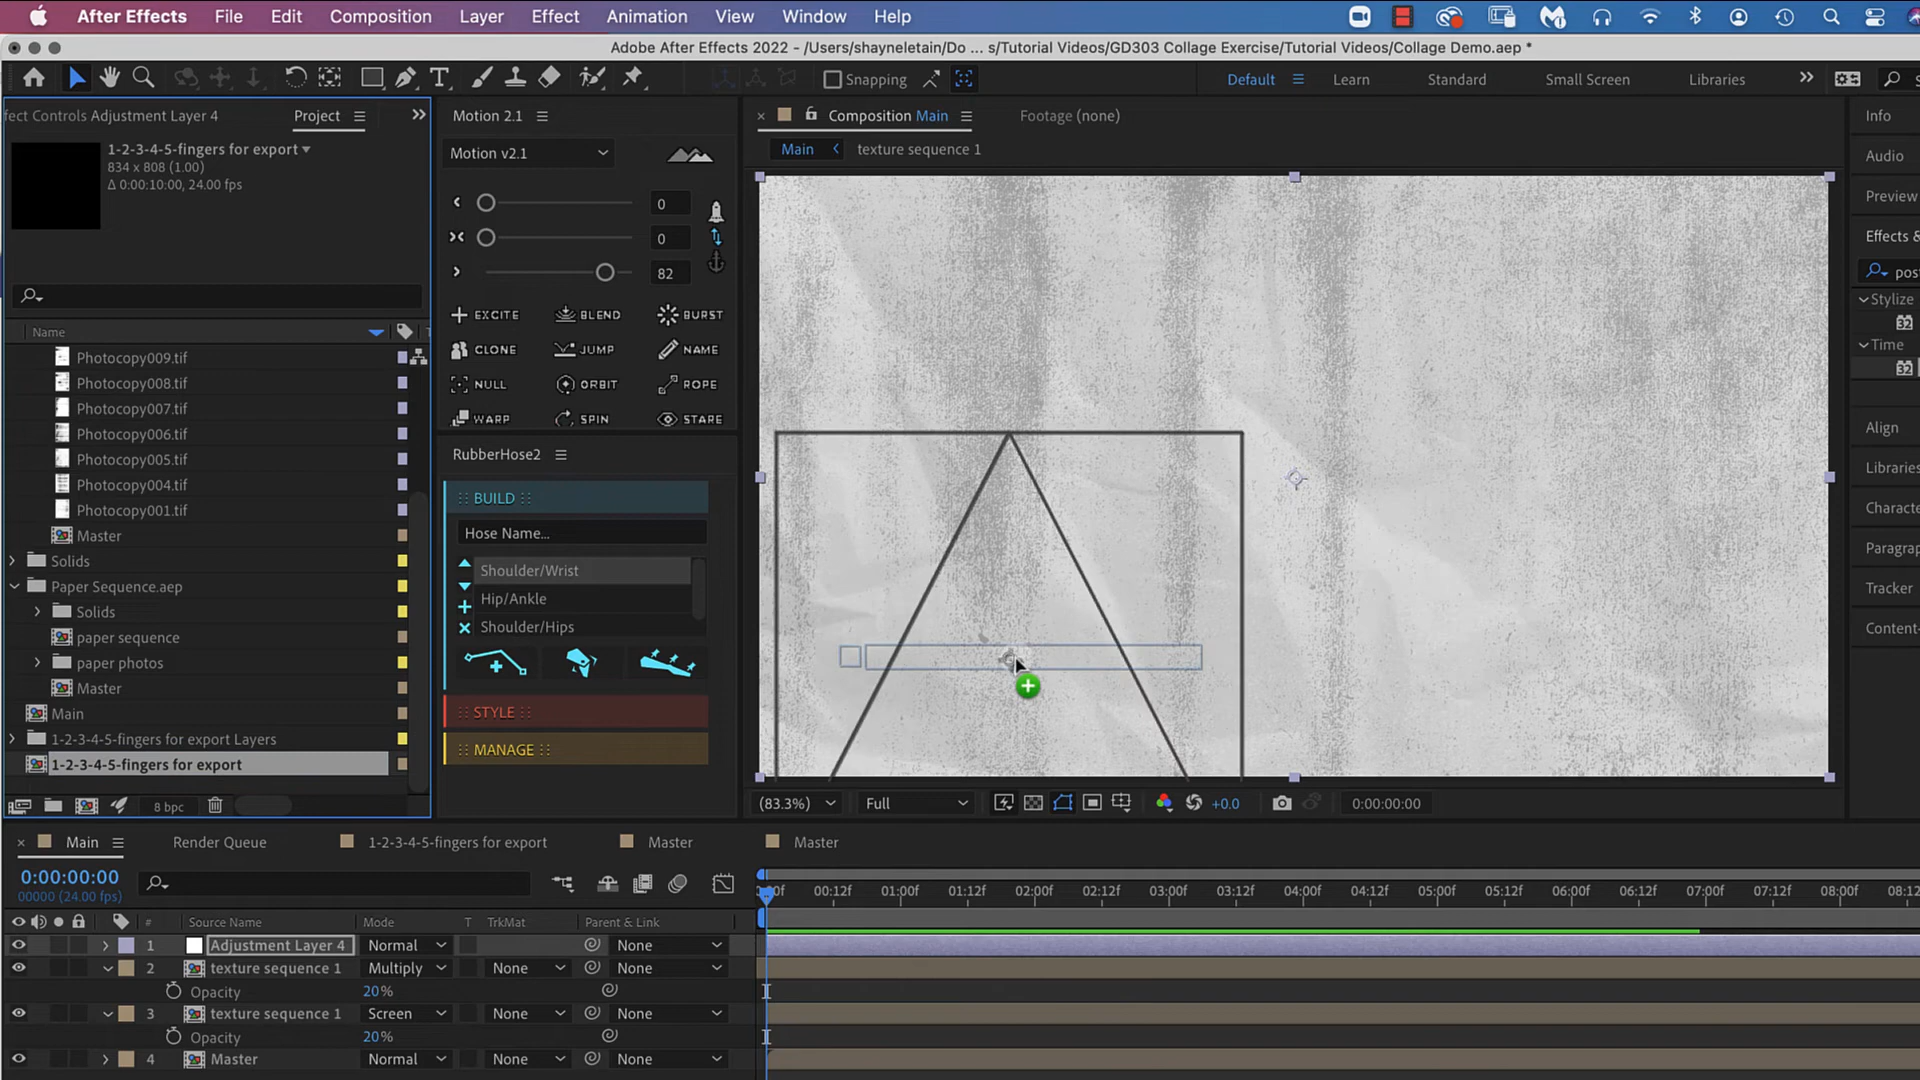 After Effects File Edit Composition Layer Effect Animation View Window Help
Adobe After Effects 2022 - /Users/shayneletain/Do ... s/Tutorial Videos/GD303 Collage Exercise/Tutorial Videos/Collage Demo.aep *
Snapping Default Learn Standard Small Screen Libraries
fect Controls Adjustment Layer 4 Project
1-2-3-4-5-fingers for export
834 x 808 (1.00)
Δ 0:00:10:00, 24.00 fps
Name
Photocopy009.tif
Photocopy008.tif
Photocopy007.tif
Photocopy006.tif
Photocopy005.tif
Photocopy004.tif
Photocopy001.tif
Master
Solids
Paper Sequence.aep
Solids
paper sequence
paper photos
Master
Main
1-2-3-4-5-fingers for export Layers
1-2-3-4-5-fingers for export
8 bpc
Motion 2.1
Motion v2.1
0
0
82
EXCITE BLEND BURST
CLONE JUMP NAME
NULL ORBIT ROPE
WARP SPIN STARE
RubberHose2
:: BUILD ::
Hose Name...
Shoulder/Wrist
Hip/Ankle
Shoulder/Hips
:: STYLE ::
:: MANAGE ::
Composition Main Footage (none)
Main texture sequence 1
(83.3%) Full +0.0 0:00:00:00
Info
Audio
Preview
Effects &
pos
Stylize
32
Time
32
Align
Libraries
Characte
Paragrap
Tracker
Content-
Main Render Queue 1-2-3-4-5-fingers for export Master Master
0:00:00:00
00000 (24.00 fps)
00f 00:12f 01:00f 01:12f 02:00f 02:12f 03:00f 03:12f 04:00f 04:12f 05:00f 05:12f 06:00f 06:12f 07:00f 07:12f 08:00f 08:12
# Source Name Mode T TrkMat Parent & Link
1 Adjustment Layer 4 Normal None
2 texture sequence 1 Multiply None None
Opacity 20%
3 texture sequence 1 Screen None None
Opacity 20%
4 Master Normal None None